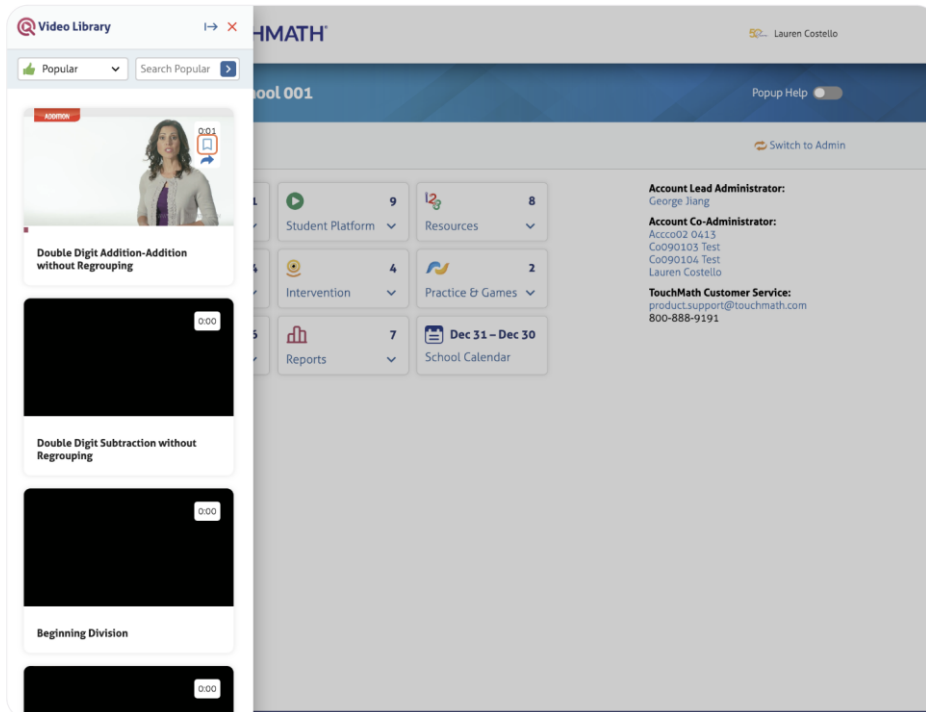 Video Library
HMATH®
Lauren Costello
Popular
Search Popular
ool 001
Popup Help
ADDITION
0:01
Switch to Admin
Double Digit Addition-Addition
without Regrouping
1
Student Platform 9
Resources 8
Intervention 4
Practice & Games 2
Reports 7
Dec 31 – Dec 30
School Calendar
Account Lead Administrator:
George Jiang
Account Co-Administrator:
Accco02 0413
Co090103 Test
Co090104 Test
Lauren Costello
TouchMath Customer Service:
product.support@touchmath.com
800-888-9191
0:00
Double Digit Subtraction without
Regrouping
0:00
Beginning Division
0:00